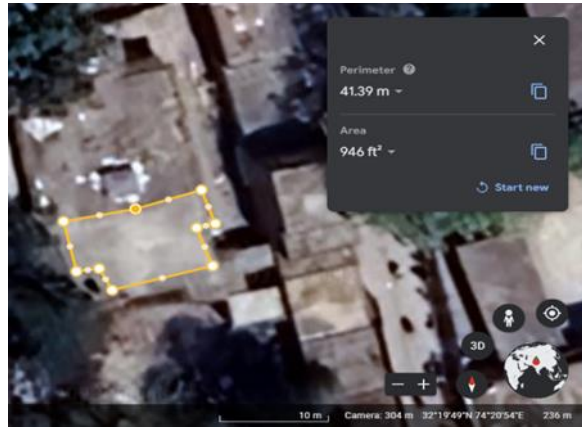 Perimeter
41.39 m
Area
946 ft²
Start new
3D
10 m Camera: 304 m 32°19'49"N 74°20'54"E 236 m